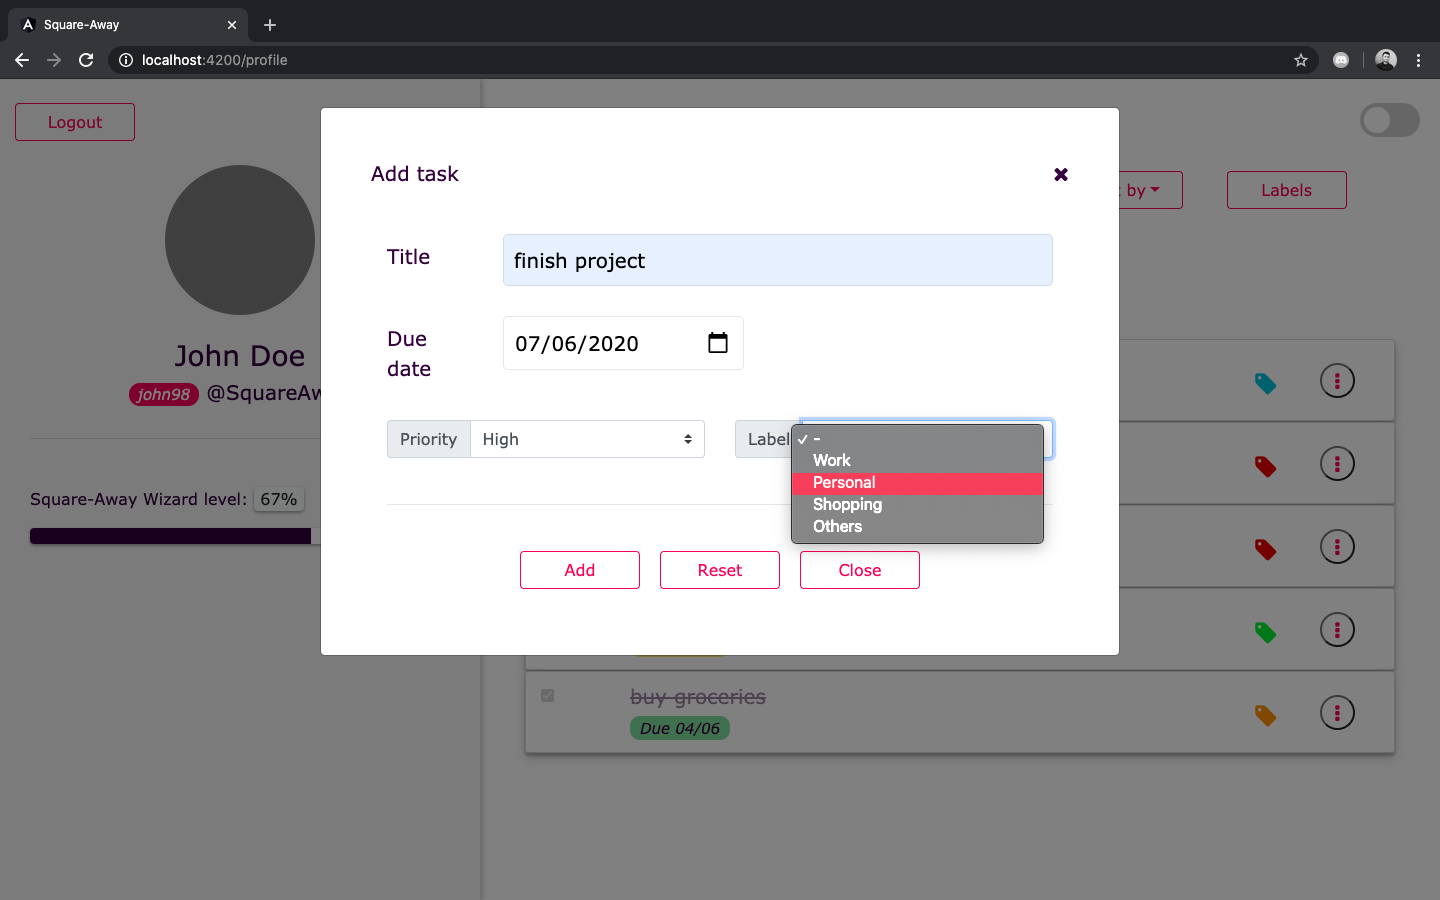 Square-Away
localhost:4200/profile
Logout
Add task
by
Labels
Title
finish project
Due
date
07/06/2020
John Doe
john98 @SquareAw
Priority High
Label
-
Work
Personal
Shopping
Others
Square-Away Wizard level: 67%
Add Reset Close
buy groceries
Due 04/06